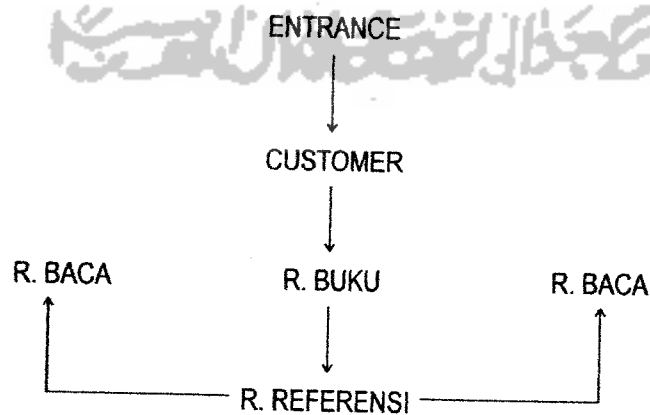 ENTRANCE
CUSTOMER
R. BACA
R. BUKU
R. BACA
R. REFERENSI